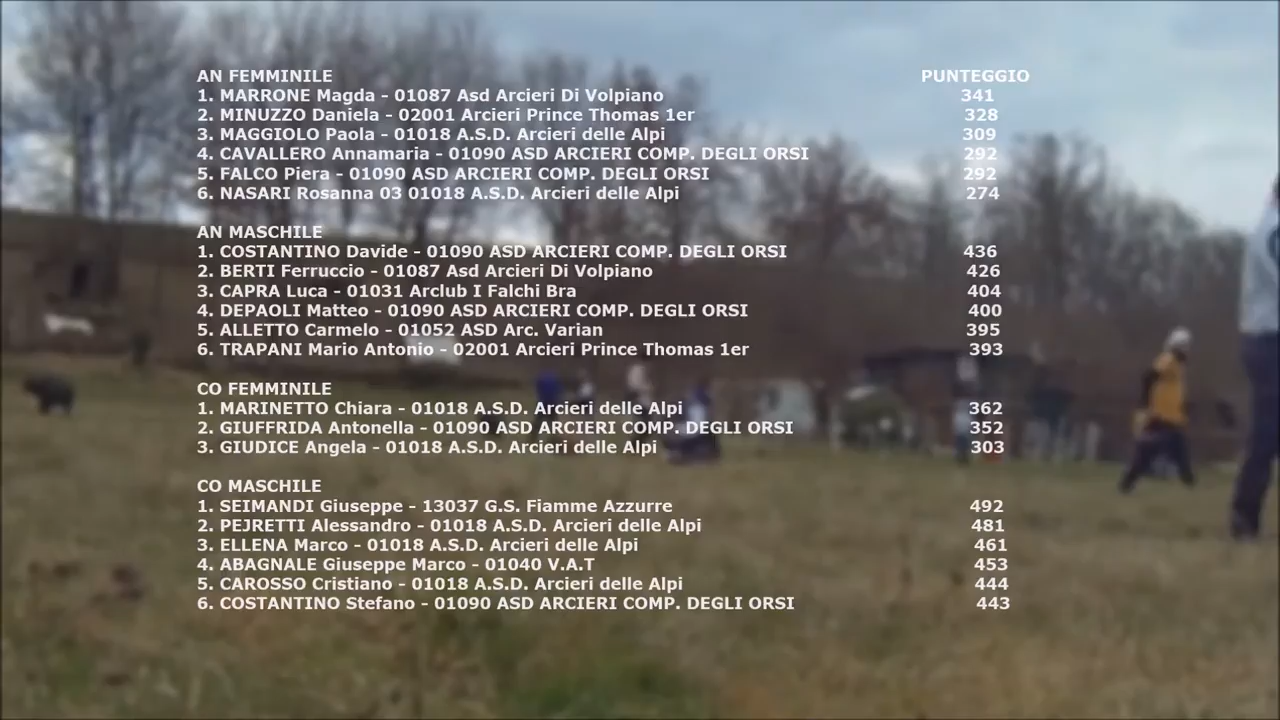 AN FEMMINILE PUNTEGGIO
1. MARRONE Magda - 01087 Asd Arcieri Di Volpiano 341
2. MINUZZO Daniela - 02001 Arcieri Prince Thomas 1er 328
3. MAGGIOLO Paola - 01018 A.S.D. Arcieri delle Alpi 309
4. CAVALLERO Annamaria - 01090 ASD ARCIERI COMP. DEGLI ORSI 292
5. FALCO Piera - 01090 ASD ARCIERI COMP. DEGLI ORSI 292
6. NASARI Rosanna 03 01018 A.S.D. Arcieri delle Alpi 274
AN MASCHILE
1. COSTANTINO Davide - 01090 ASD ARCIERI COMP. DEGLI ORSI 436
2. BERTI Ferruccio - 01087 Asd Arcieri Di Volpiano 426
3. CAPRA Luca - 01031 Arclub I Falchi Bra 404
4. DEPAOLI Matteo - 01090 ASD ARCIERI COMP. DEGLI ORSI 400
5. ALLETTO Carmelo - 01052 ASD Arc. Varian 395
6. TRAPANI Mario Antonio - 02001 Arcieri Prince Thomas 1er 393
CO FEMMINILE
1. MARINETTO Chiara - 01018 A.S.D. Arcieri delle Alpi 362
2. GIUFFRIDA Antonella - 01090 ASD ARCIERI COMP. DEGLI ORSI 352
3. GIUDICE Angela - 01018 A.S.D. Arcieri delle Alpi 303
CO MASCHILE
1. SEIMANDI Giuseppe - 13037 G.S. Fiamme Azzurre 492
2. PEJRETTI Alessandro - 01018 A.S.D. Arcieri delle Alpi 481
3. ELLENA Marco - 01018 A.S.D. Arcieri delle Alpi 461
4. ABAGNALE Giuseppe Marco - 01040 V.A.T 453
5. CAROSSO Cristiano - 01018 A.S.D. Arcieri delle Alpi 444
6. COSTANTINO Stefano - 01090 ASD ARCIERI COMP. DEGLI ORSI 443